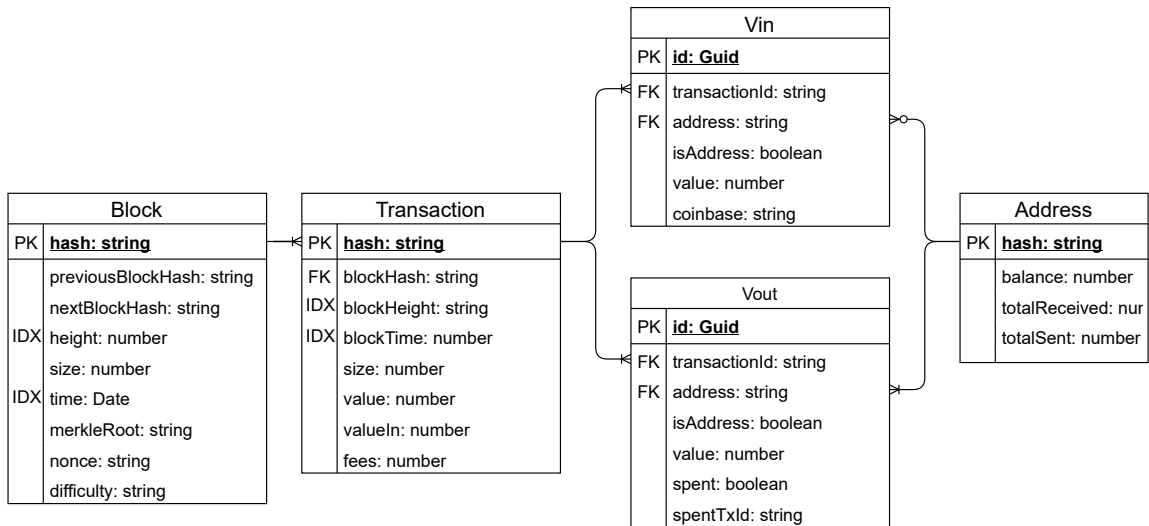 Vin
PK id: Guid
FK transactionId: string
FK address: string
isAddress: boolean
value: number
coinbase: string
Block
PK hash: string
previousBlockHash: string
nextBlockHash: string
IDX height: number
size: number
IDX time: Date
merkleRoot: string
nonce: string
difficulty: string
Transaction
PK hash: string
FK blockHash: string
IDX blockHeight: string
IDX blockTime: number
size: number
value: number
valueIn: number
fees: number
Vout
PK id: Guid
FK transactionId: string
FK address: string
isAddress: boolean
value: number
spent: boolean
spentTxId: string
Address
PK hash: string
balance: number
totalReceived: nur
totalSent: number